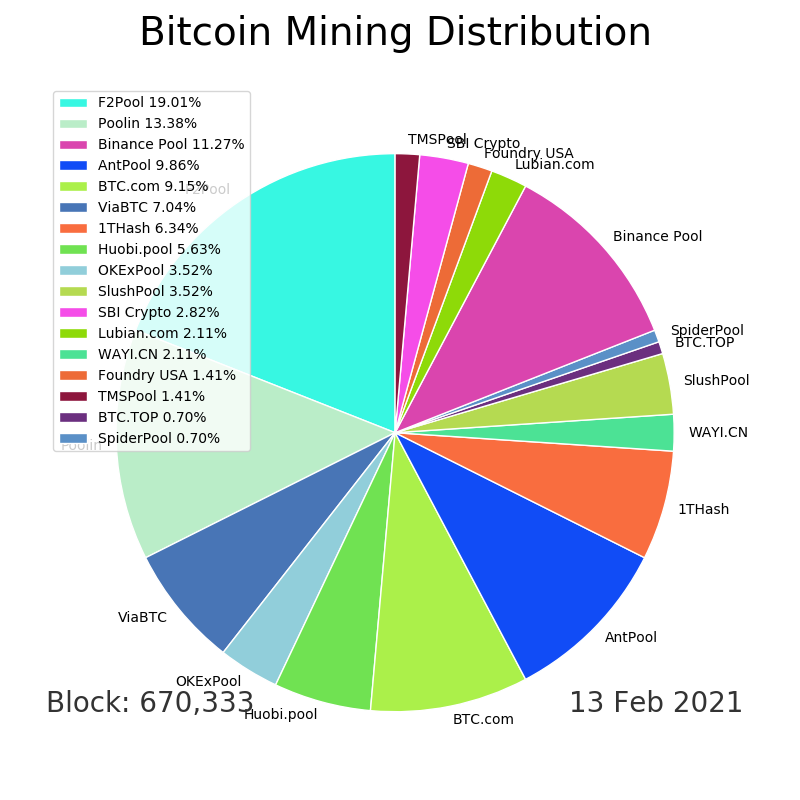 Bitcoin Mining Distribution
F2Pool 19.01%
Poolin 13.38%
Binance Pool 11.27%
AntPool 9.86%
BTC.com 9.15%
ViaBTC 7.04%
1THash 6.34%
Huobi.pool 5.63%
OKExPool 3.52%
SlushPool 3.52%
SBI Crypto 2.82%
Lubian.com 2.11%
WAYI.CN 2.11%
Foundry USA 1.41%
TMSPool 1.41%
BTC.TOP 0.70%
SpiderPool 0.70%
F2Pool
Poolin
TMSPool
SBI Crypto
Foundry USA
Lubian.com
Binance Pool
SpiderPool
BTC.TOP
SlushPool
WAYI.CN
1THash
AntPool
BTC.com
Huobi.pool
OKExPool
ViaBTC
Block: 670,333
13 Feb 2021